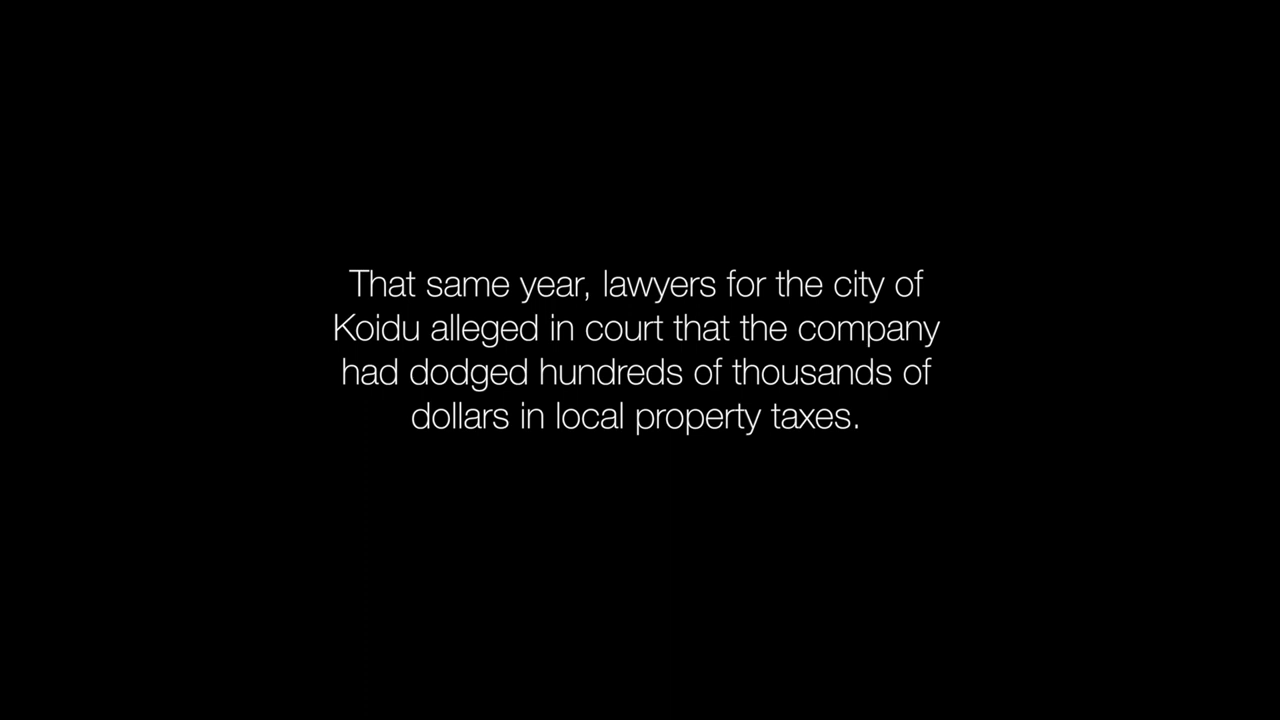 That same year, lawyers for the city of
Koidu alleged in court that the company
had dodged hundreds of thousands of
dollars in local property taxes.